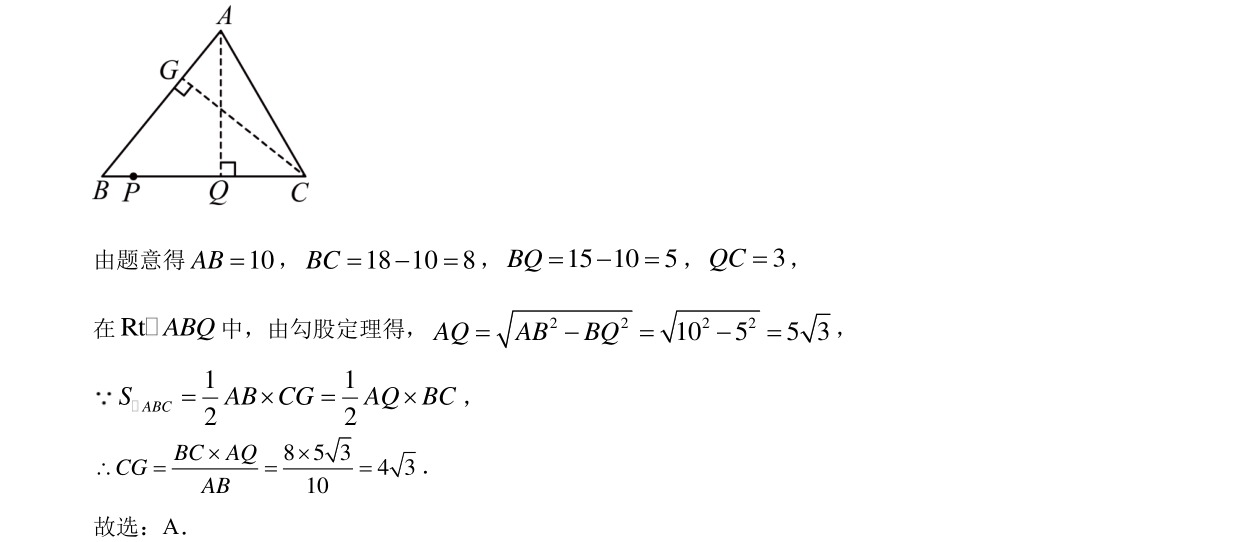 A
G
B P Q C
由题意得 AB = 10，BC = 18 − 10 = 8，BQ = 15 − 10 = 5，QC = 3，
在 Rt□ABQ 中，由勾股定理得，AQ = √(AB² − BQ²) = √(10² − 5²) = 5√3，
∵ S□ABC = 1/2 AB × CG = 1/2 AQ × BC，
∴ CG = (BC × AQ)/AB = (8 × 5√3)/10 = 4√3．
故选：A．